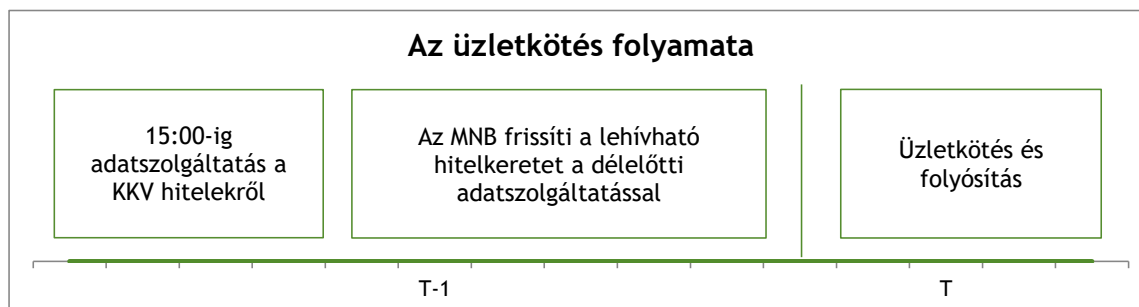 Az üzletkötés folyamata
15:00-ig
adatszolgáltatás a
KKV hitelekről
Az MNB frissíti a lehívható
hitelkeretet a délelőtti
adatszolgáltatással
Üzletkötés és
folyósítás
T-1
T